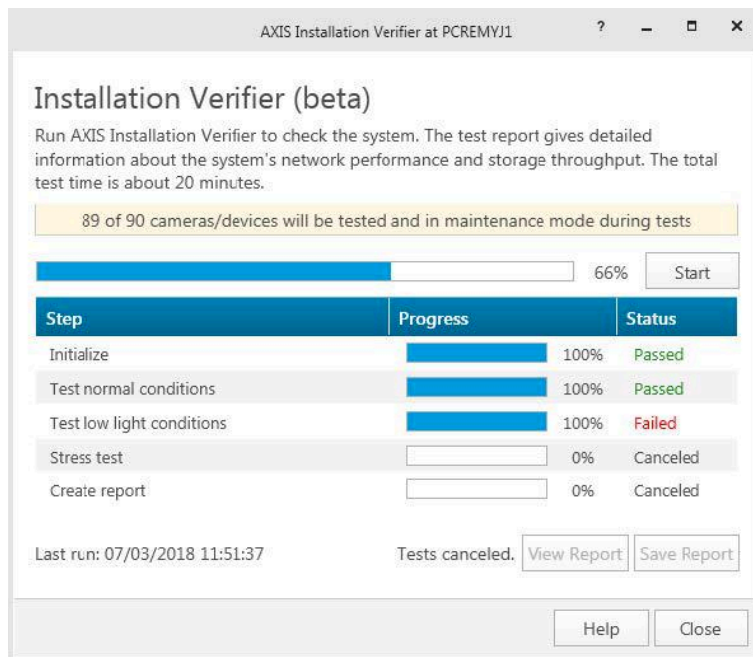 AXIS Installation Verifier at PCREMYJ1 ?
Installation Verifier (beta)
Run AXIS Installation Verifier to check the system. The test report gives detailed
information about the system's network performance and storage throughput. The total
test time is about 20 minutes.
89 of 90 cameras/devices will be tested and in maintenance mode during tests
66% Start
Step Progress Status
Initialize 100% Passed
Test normal conditions 100% Passed
Test low light conditions 100% Failed
Stress test 0% Canceled
Create report 0% Canceled
Last run: 07/03/2018 11:51:37 Tests canceled. View Report Save Report
Help Close